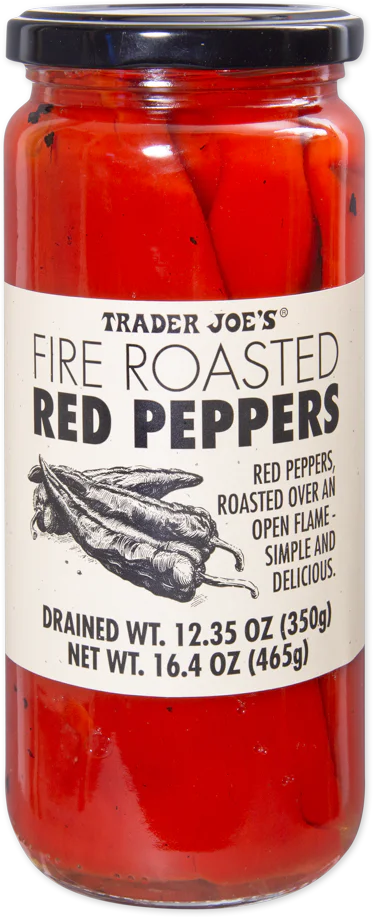 TRADER JOE'S®
FIRE ROASTED
RED PEPPERS
RED PEPPERS,
ROASTED OVER AN
OPEN FLAME-
SIMPLE AND
DELICIOUS.
DRAINED WT. 12.35 OZ (350g)
NET WT. 16.4 OZ (465g)